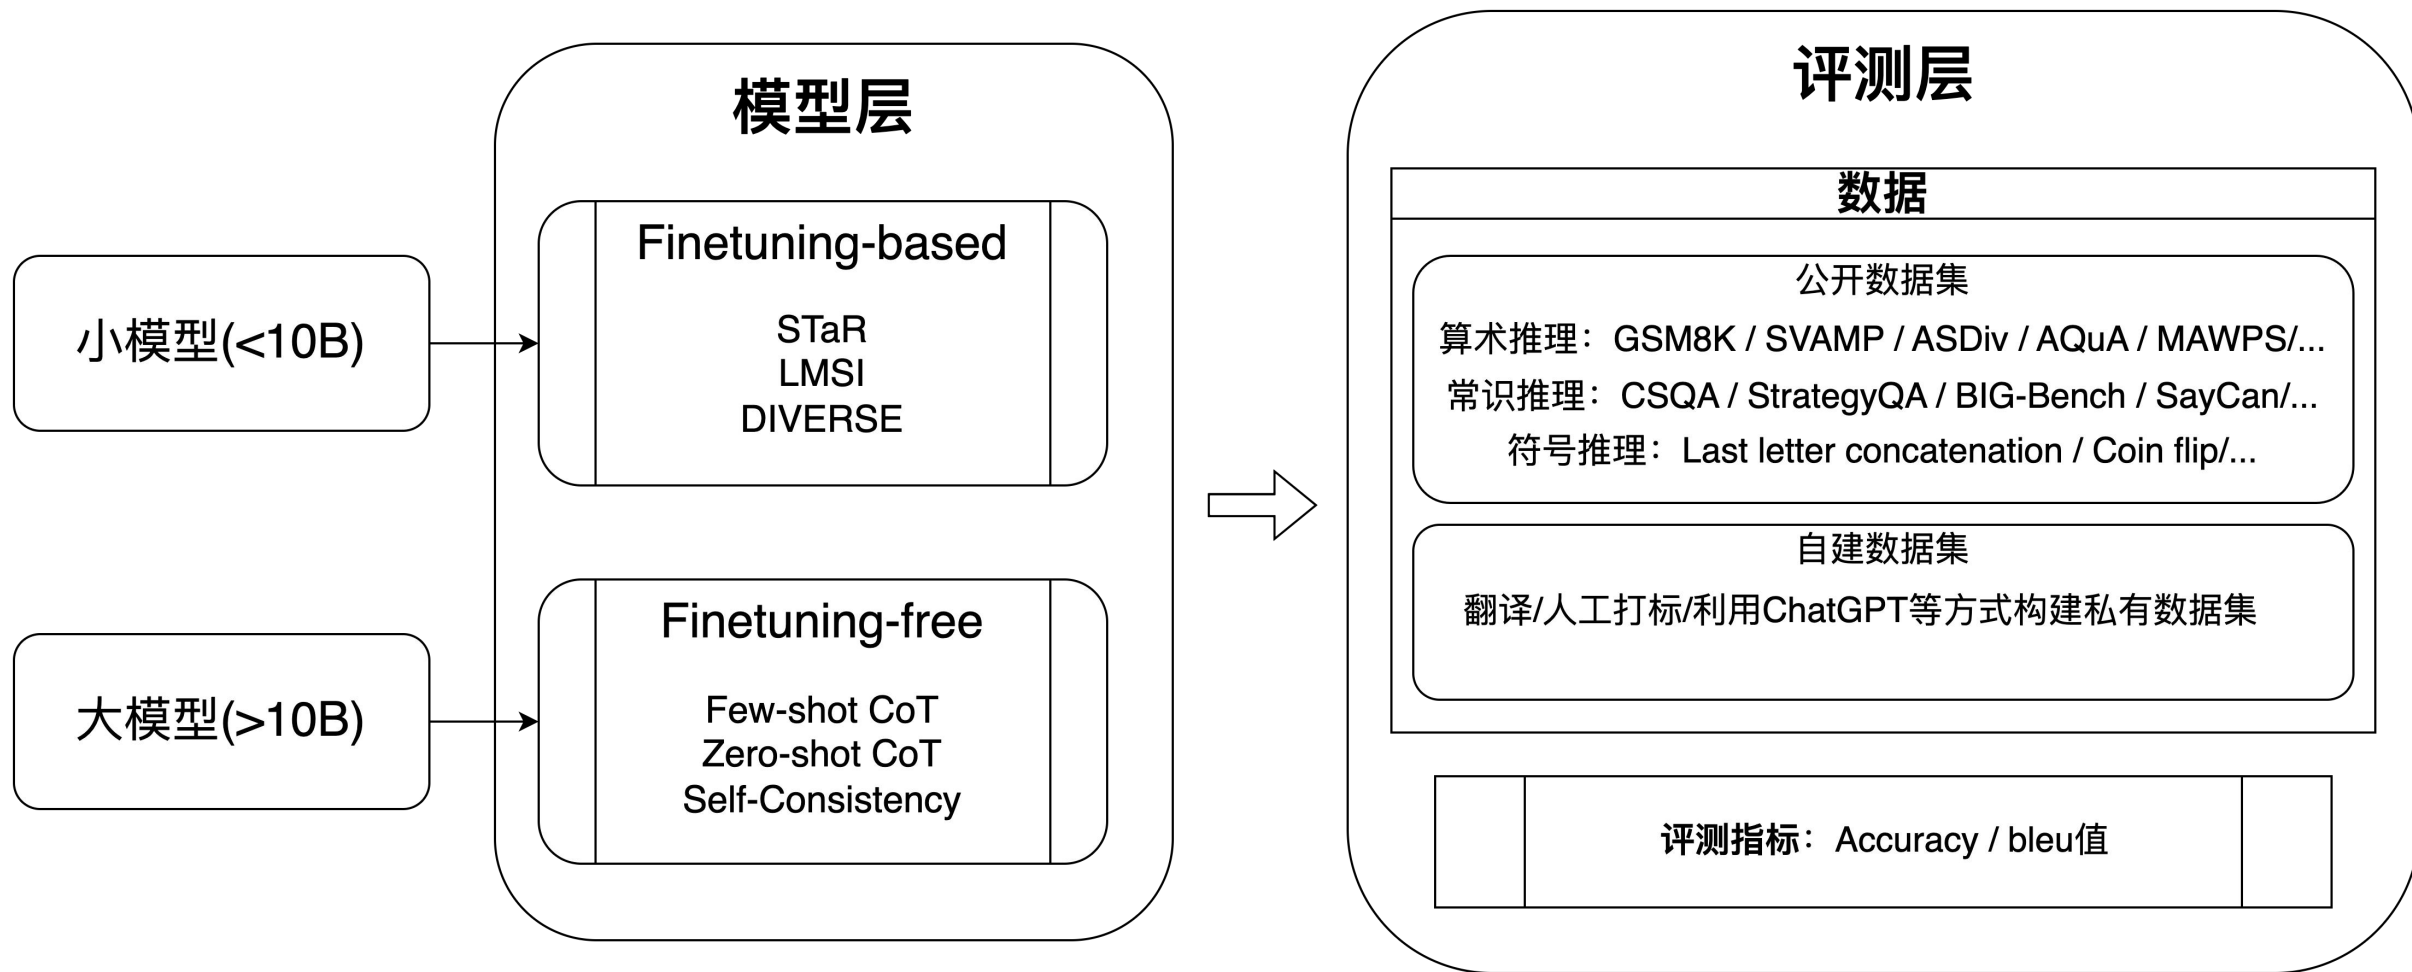 小模型(<10B)
大模型(>10B)
模型层
Finetuning-based
STaR
LMSI
DIVERSE
Finetuning-free
Few-shot CoT
Zero-shot CoT
Self-Consistency
评测层
数据
公开数据集
算术推理：GSM8K / SVAMP / ASDiv / AQuA / MAWPS/...
常识推理：CSQA / StrategyQA / BIG-Bench / SayCan/...
符号推理：Last letter concatenation / Coin flip/...
自建数据集
翻译/人工打标/利用ChatGPT等方式构建私有数据集
评测指标：Accuracy / bleu值